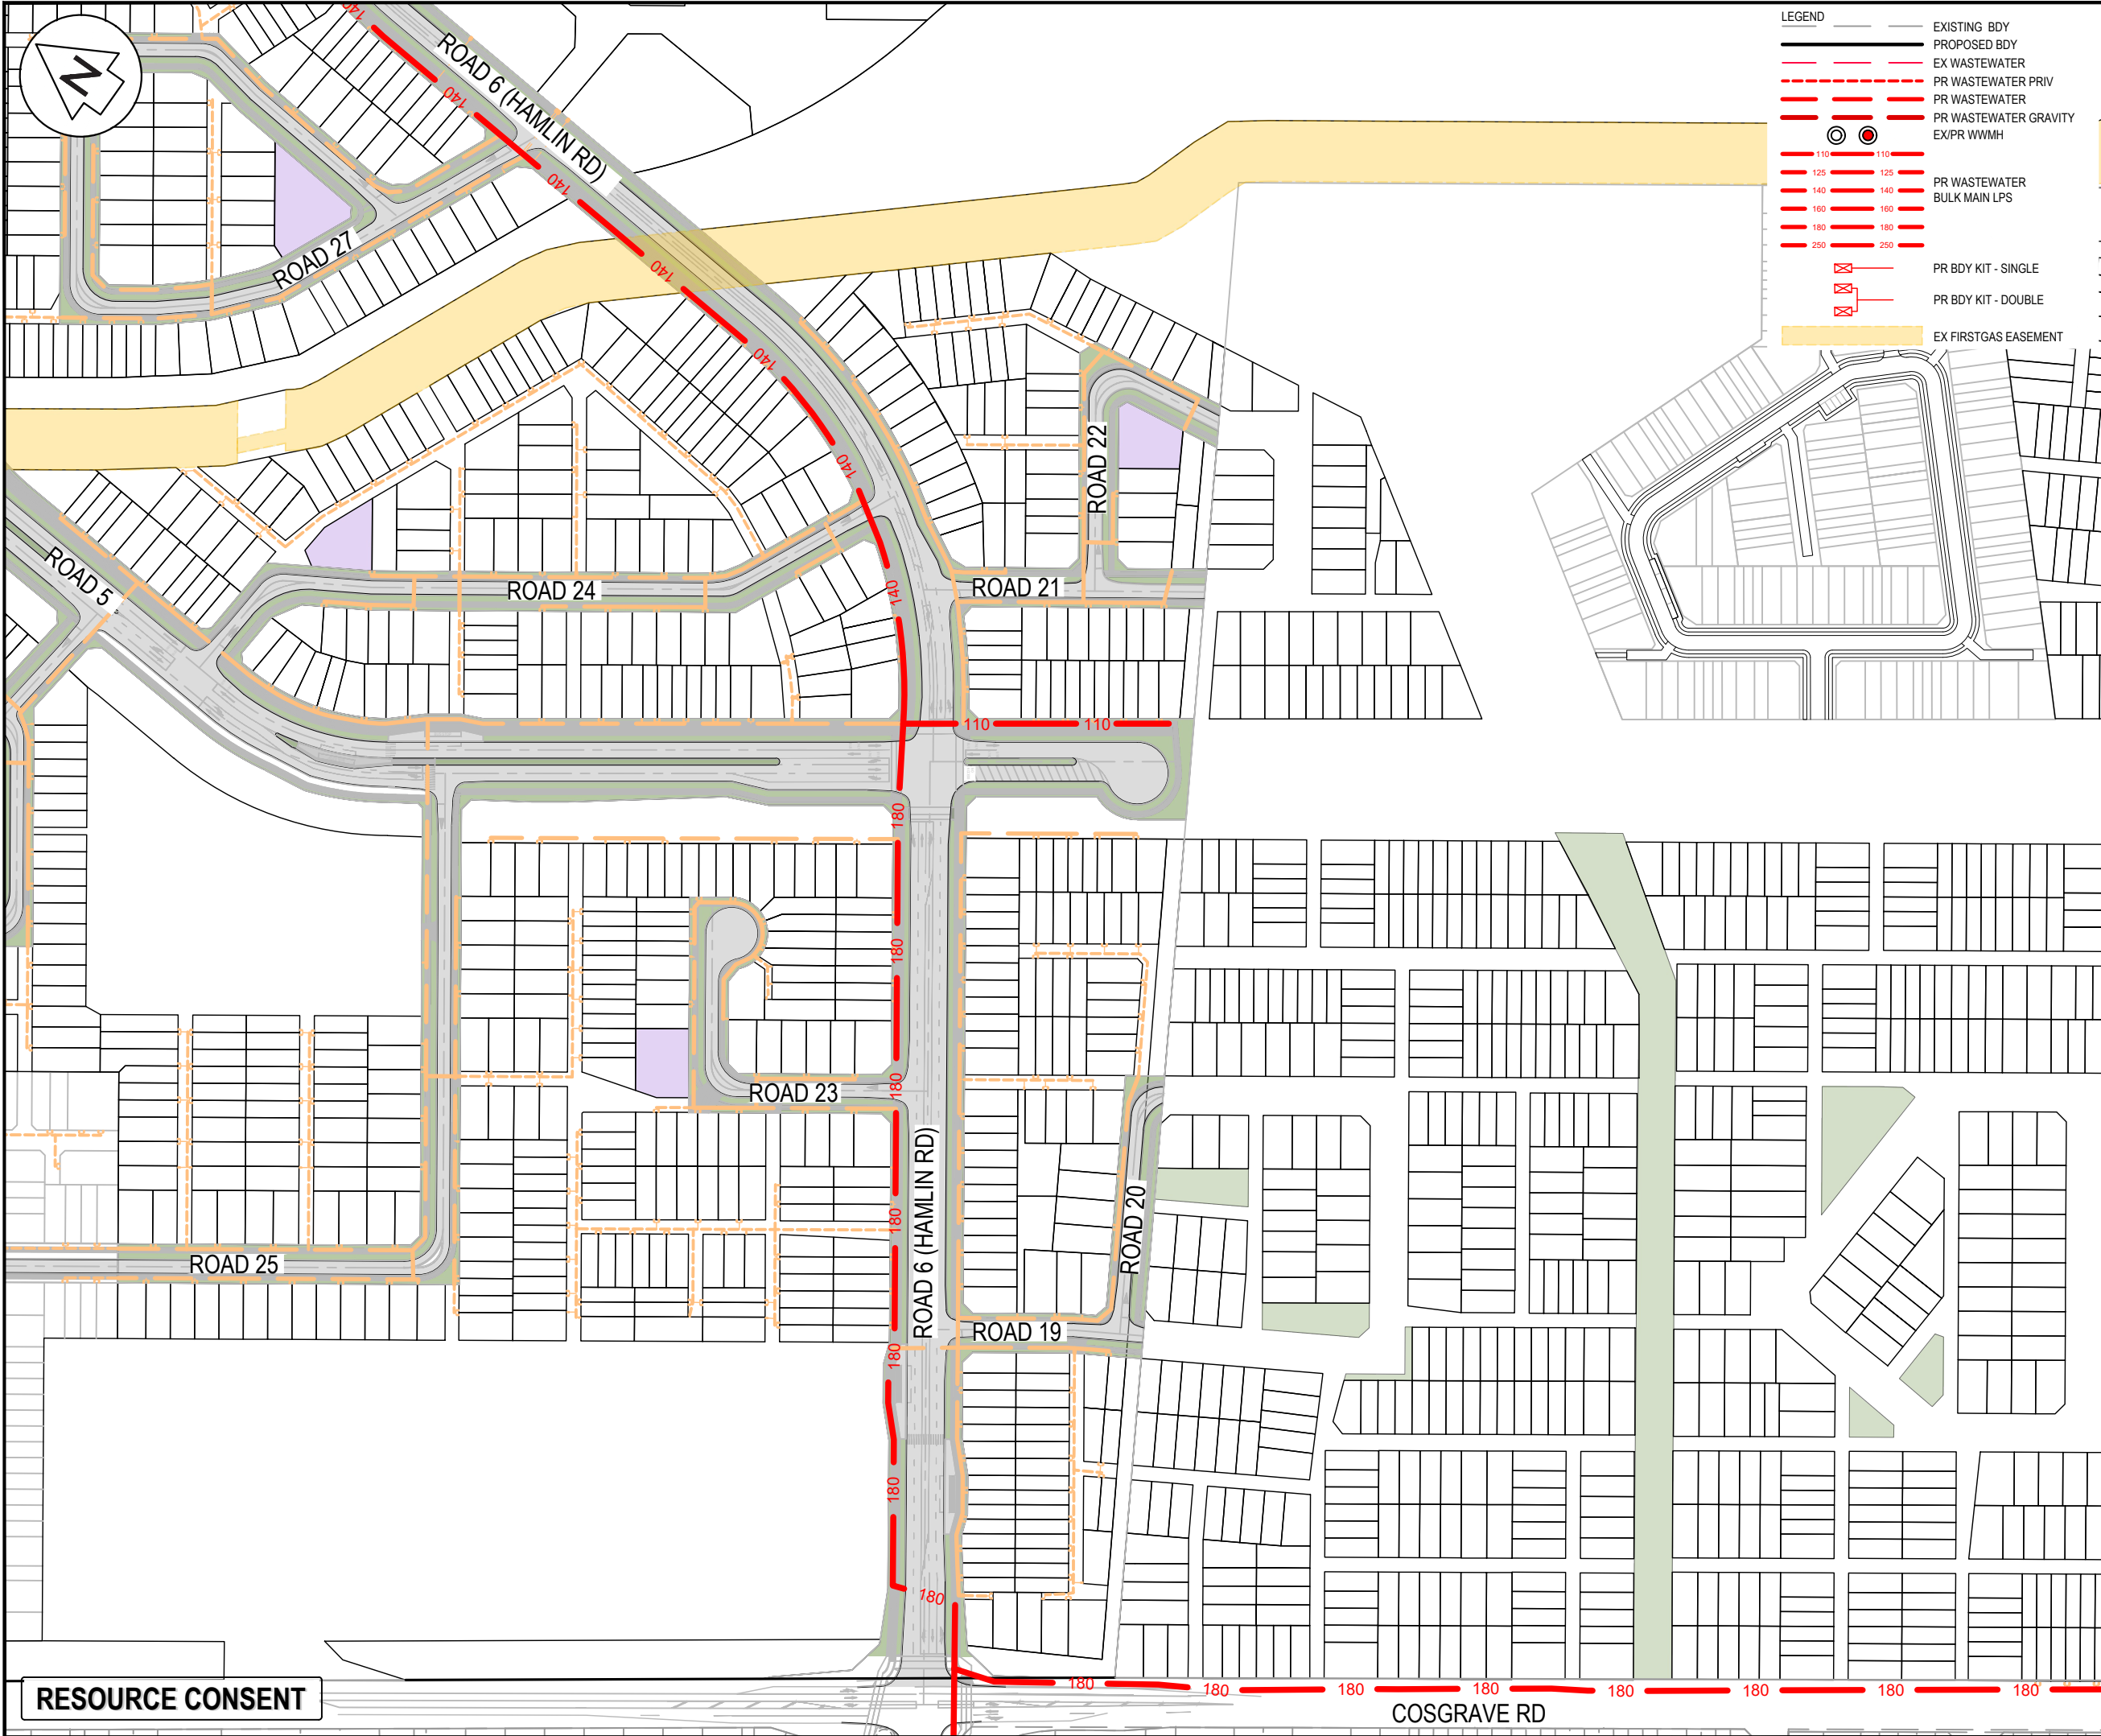 N
LEGEND
EXISTING BDY
PROPOSED BDY
EX WASTEWATER
PR WASTEWATER PRIV
PR WASTEWATER
PR WASTEWATER GRAVITY
EX/PR WWMH
110 110
125 125
140 140
160 160
180 180
250 250
PR WASTEWATER
BULK MAIN LPS
PR BDY KIT - SINGLE
PR BDY KIT - DOUBLE
EX FIRSTGAS EASEMENT
140
ROAD 6 (HAMLIN RD)
140
140
ROAD 27
140
140
140
ROAD 22
ROAD 5
ROAD 24
140
ROAD 21
110 110
180
180
180
ROAD 23
ROAD 6 (HAMLIN RD)
180
ROAD 20
ROAD 25
ROAD 19
180
180
180
RESOURCE CONSENT
180 180 180 180 180 180 180 180
COSGRAVE RD